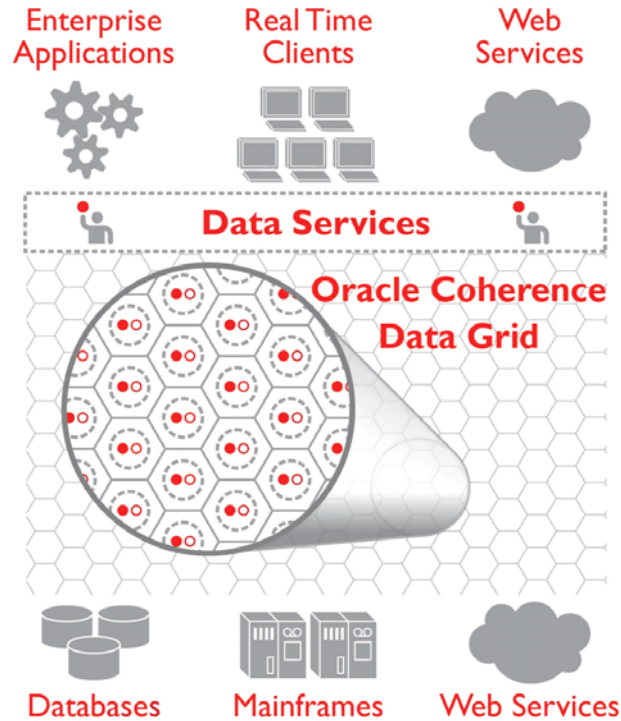 Enterprise
Applications
Real Time
Clients
Web
Services
Data Services
Oracle Coherence
Data Grid
Databases
Mainframes
Web Services